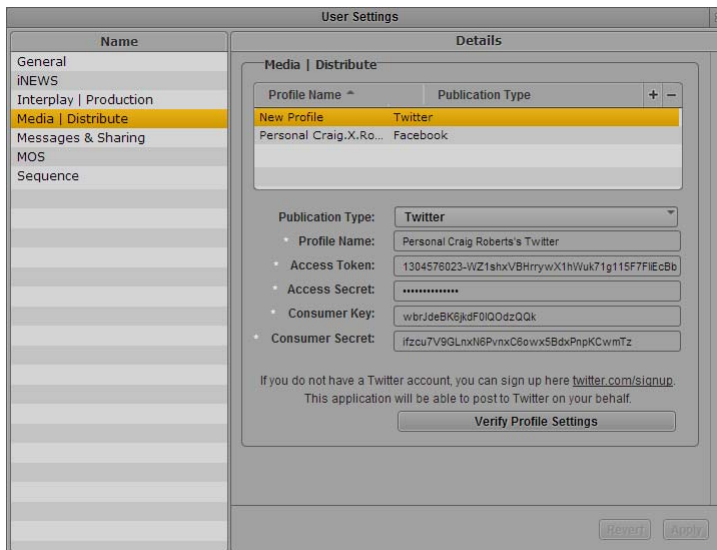 User Settings
Name
Details
General
iNEWS
Interplay | Production
Media | Distribute
Messages & Sharing
MOS
Sequence
Media | Distribute
Profile Name Publication Type + −
New Profile Twitter
Personal Craig.X.Ro... Facebook
Publication Type: Twitter
* Profile Name: Personal Craig Roberts's Twitter
* Access Token: 1304576023-WZ1shxVBHrrywX1hWuk71g115F7FliEcBb
* Access Secret: ••••••••••••••
* Consumer Key: wbrJdeBK6jkdF0lQOdzQQk
* Consumer Secret: ifzcu7V9GLnxN6PvnxC6owx5BdxPnpKCwmTz
If you do not have a Twitter account, you can sign up here twitter.com/signup.
This application will be able to post to Twitter on your behalf.
Verify Profile Settings
Revert Apply